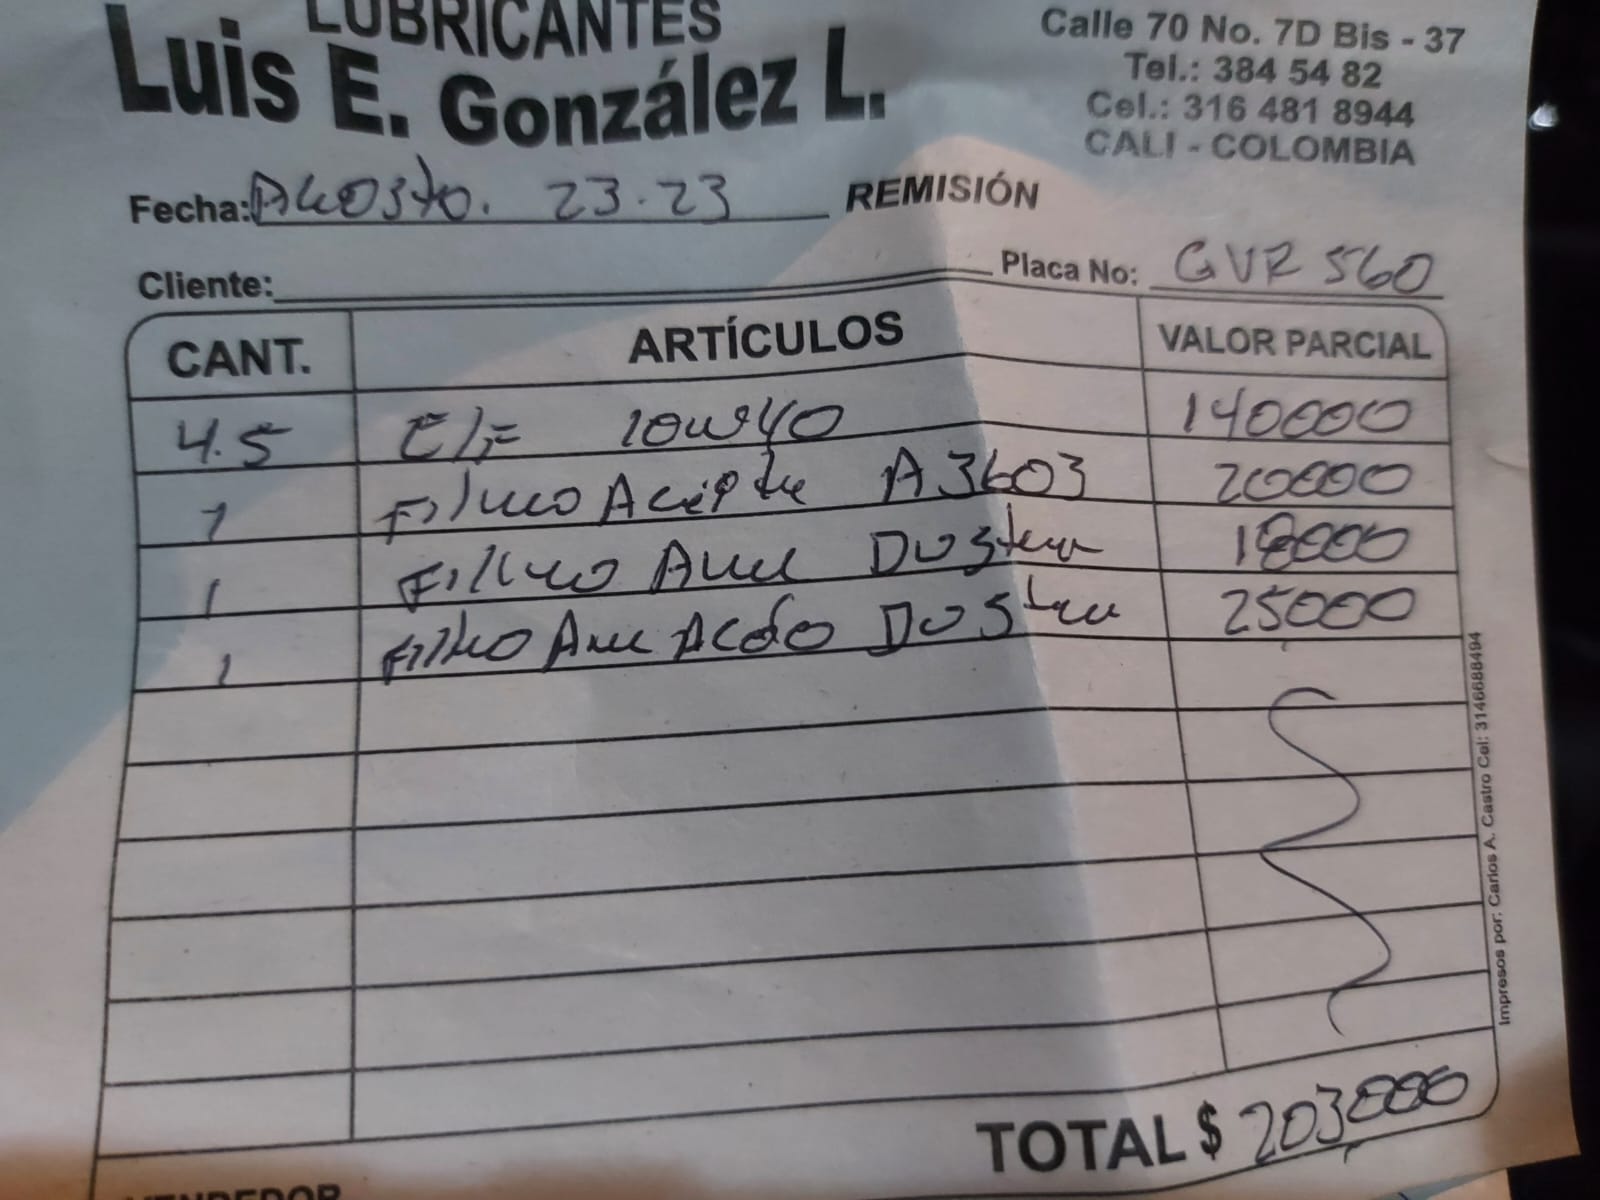 LUBRICANTES
Luis E. González L.
Calle 70 No. 7D Bis - 37
Tel.: 384 54 82
Cel.: 316 481 8944
CALI - COLOMBIA
Fecha: Agosto. 23.23 REMISIÓN
Cliente: Placa No: GVR 560
CANT. ARTÍCULOS VALOR PARCIAL
4.5 Elf 10w40 140000
1 Filtro Aceite A3603 20000
1 Filtro Aire Duster 18000
1 Filtro Aire Acdo Duster 25000
TOTAL $ 203000
VENDEDOR
Impresos por: Carlos A. Castro Cel: 3146688494